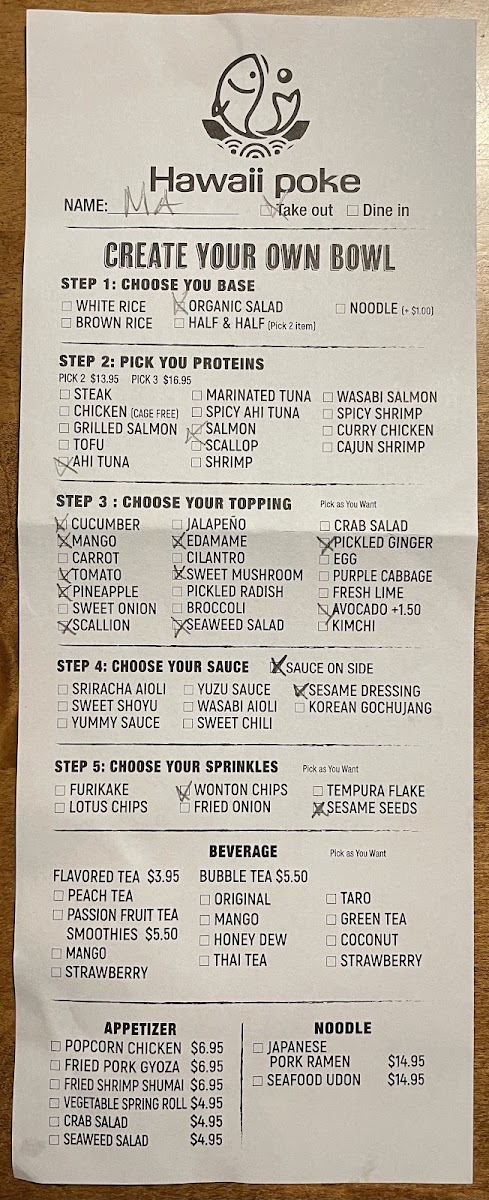 Hawaii poke
NAME: MA ☒ Take out ☐ Dine in
CREATE YOUR OWN BOWL
STEP 1: CHOOSE YOU BASE
☐ WHITE RICE ☒ ORGANIC SALAD ☐ NOODLE (+ $1.00)
☐ BROWN RICE ☐ HALF & HALF (Pick 2 item)
STEP 2: PICK YOU PROTEINS
PICK 2 $13.95 PICK 3 $16.95
☐ STEAK ☐ MARINATED TUNA ☐ WASABI SALMON
☐ CHICKEN (CAGE FREE) ☐ SPICY AHI TUNA ☐ SPICY SHRIMP
☐ GRILLED SALMON ☒ SALMON ☐ CURRY CHICKEN
☐ TOFU ☐ SCALLOP ☐ CAJUN SHRIMP
☒ AHI TUNA ☐ SHRIMP
STEP 3 : CHOOSE YOUR TOPPING Pick as You Want
☒ CUCUMBER ☐ JALAPEÑO ☐ CRAB SALAD
☒ MANGO ☒ EDAMAME ☒ PICKLED GINGER
☐ CARROT ☐ CILANTRO ☐ EGG
☒ TOMATO ☒ SWEET MUSHROOM ☐ PURPLE CABBAGE
☒ PINEAPPLE ☐ PICKLED RADISH ☐ FRESH LIME
☐ SWEET ONION ☐ BROCCOLI ☒ AVOCADO +1.50
☒ SCALLION ☒ SEAWEED SALAD ☐ KIMCHI
STEP 4: CHOOSE YOUR SAUCE ☒ SAUCE ON SIDE
☐ SRIRACHA AIOLI ☐ YUZU SAUCE ☒ SESAME DRESSING
☐ SWEET SHOYU ☐ WASABI AIOLI ☐ KOREAN GOCHUJANG
☐ YUMMY SAUCE ☐ SWEET CHILI
STEP 5: CHOOSE YOUR SPRINKLES Pick as You Want
☐ FURIKAKE ☒ WONTON CHIPS ☐ TEMPURA FLAKE
☐ LOTUS CHIPS ☐ FRIED ONION ☒ SESAME SEEDS
BEVERAGE Pick as You Want
FLAVORED TEA $3.95 BUBBLE TEA $5.50
☐ PEACH TEA ☐ ORIGINAL ☐ TARO
☐ PASSION FRUIT TEA ☐ MANGO ☐ GREEN TEA
SMOOTHIES $5.50 ☐ HONEY DEW ☐ COCONUT
☐ MANGO ☐ THAI TEA ☐ STRAWBERRY
☐ STRAWBERRY
APPETIZER
☐ POPCORN CHICKEN $6.95
☐ FRIED PORK GYOZA $6.95
☐ FRIED SHRIMP SHUMAI $6.95
☐ VEGETABLE SPRING ROLL $4.95
☐ CRAB SALAD $4.95
☐ SEAWEED SALAD $4.95
NOODLE
☐ JAPANESE
PORK RAMEN $14.95
☐ SEAFOOD UDON $14.95